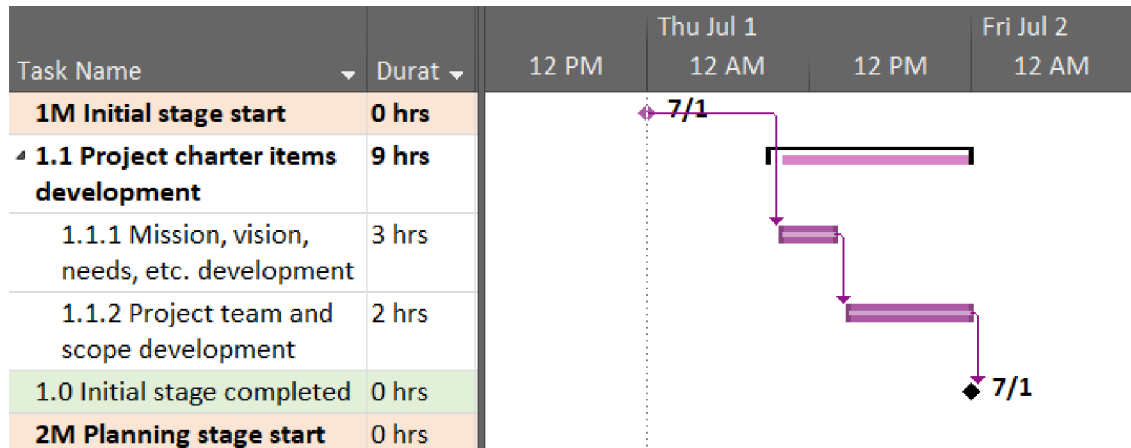 Thu Jul 1 Fri Jul 2
Task Name Durat 12 PM 12 AM 12 PM 12 AM
1M Initial stage start 0 hrs 7/1
1.1 Project charter items 9 hrs
development
1.1.1 Mission, vision, 3 hrs
needs, etc. development
1.1.2 Project team and 2 hrs
scope development
1.0 Initial stage completed 0 hrs 7/1
2M Planning stage start 0 hrs